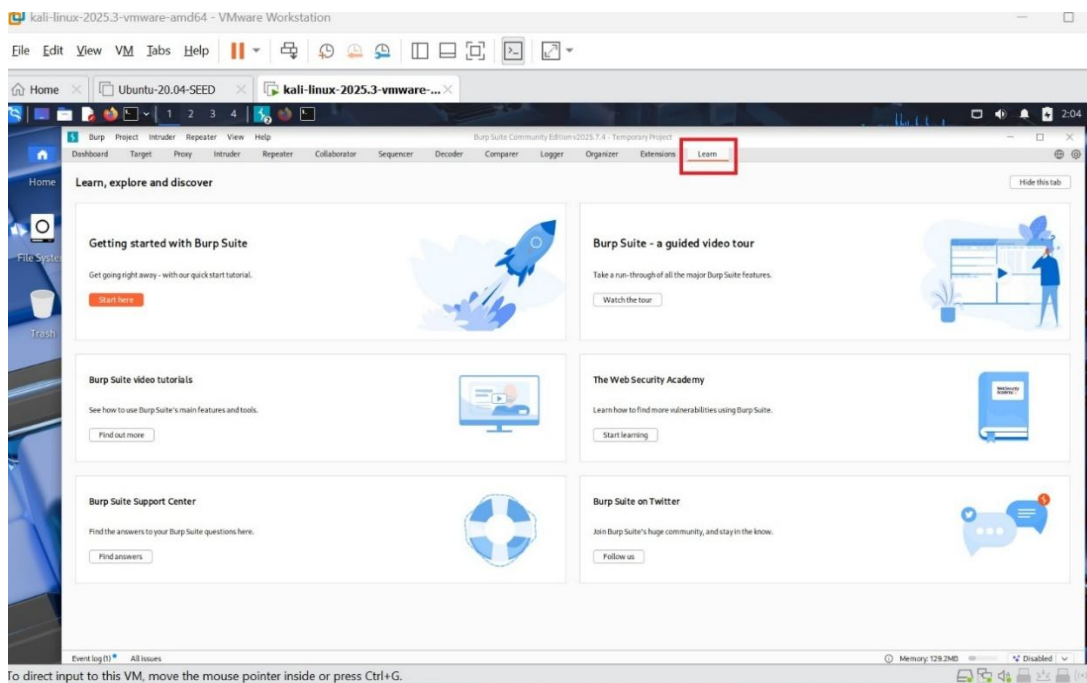 kali-linux-2025.3-vmware-amd64 - VMware Workstation
File Edit View VM Tabs Help
Home Ubuntu-20.04-SEED kali-linux-2025.3-vmware-...
1 2 3 4 2:04
Burp Project Intruder Repeater View Help Burp Suite Community Edition v2025.7.4 - Temporary Project
Dashboard Target Proxy Intruder Repeater Collaborator Sequencer Decoder Comparer Logger Organizer Extensions Learn
Home
File Syste
Trash
Learn, explore and discover Hide this tab
Getting started with Burp Suite
Get going right away - with our quick start tutorial.
Start here
Burp Suite - a guided video tour
Take a run-through of all the major Burp Suite features.
Watch the tour
Burp Suite video tutorials
See how to use Burp Suite's main features and tools.
Find out more
The Web Security Academy
Learn how to find more vulnerabilities using Burp Suite.
Start learning
WebSecurity
Academy
Burp Suite Support Center
Find the answers to your Burp Suite questions here.
Find answers
Burp Suite on Twitter
Join Burp Suite's huge community, and stay in the know.
Follow us
Event log (1) All issues Memory: 129.2MB Disabled
To direct input to this VM, move the mouse pointer inside or press Ctrl+G.